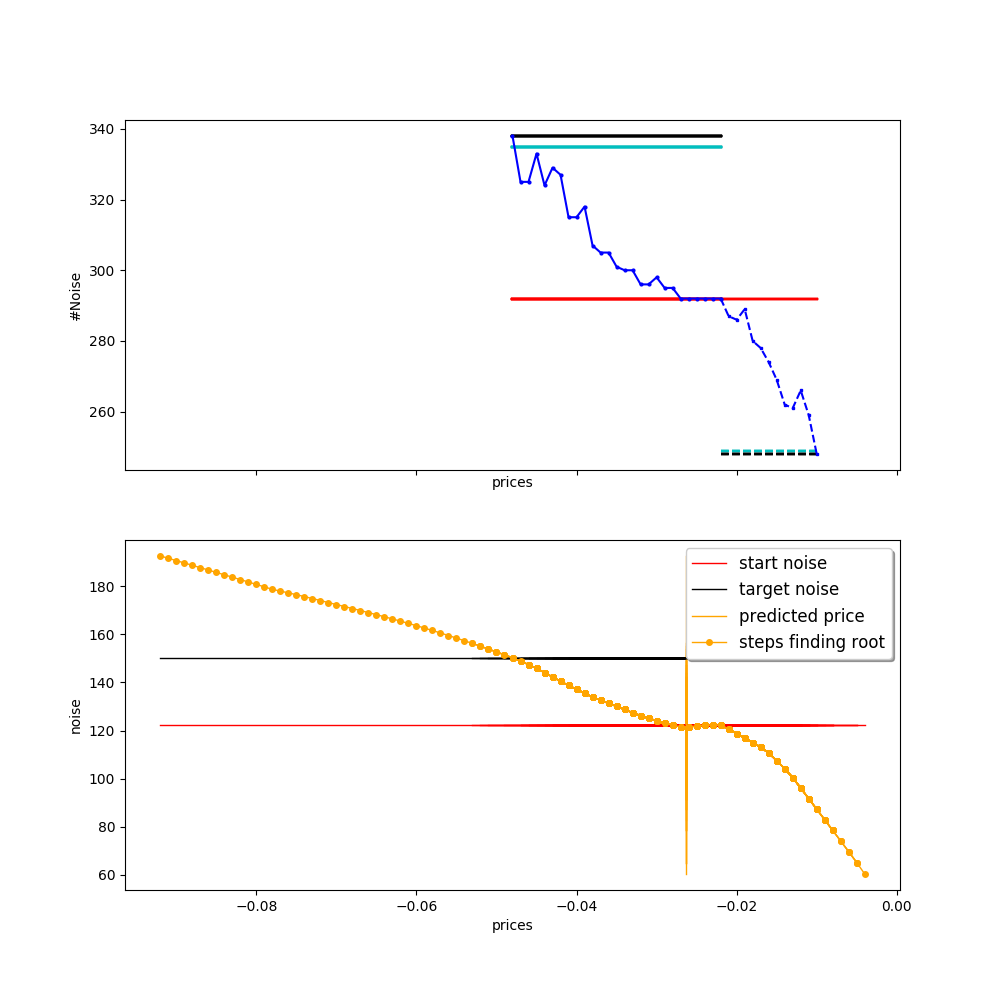 340
320
300
280
260
#Noise
prices
180
160
140
120
100
80
60
noise
start noise
target noise
predicted price
steps finding root
−0.08 −0.06 −0.04 −0.02 0.00
prices